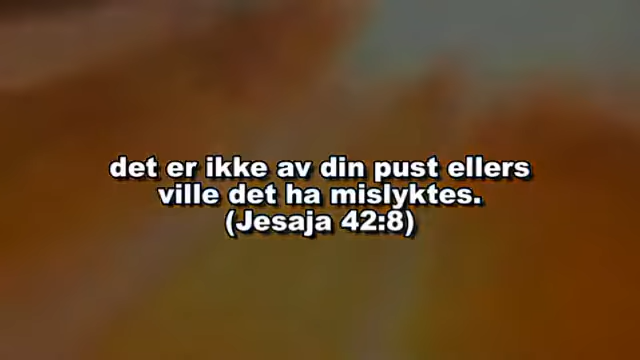 det er ikke av din pust ellers
ville det ha mislyktes.
(Jesaja 42:8)